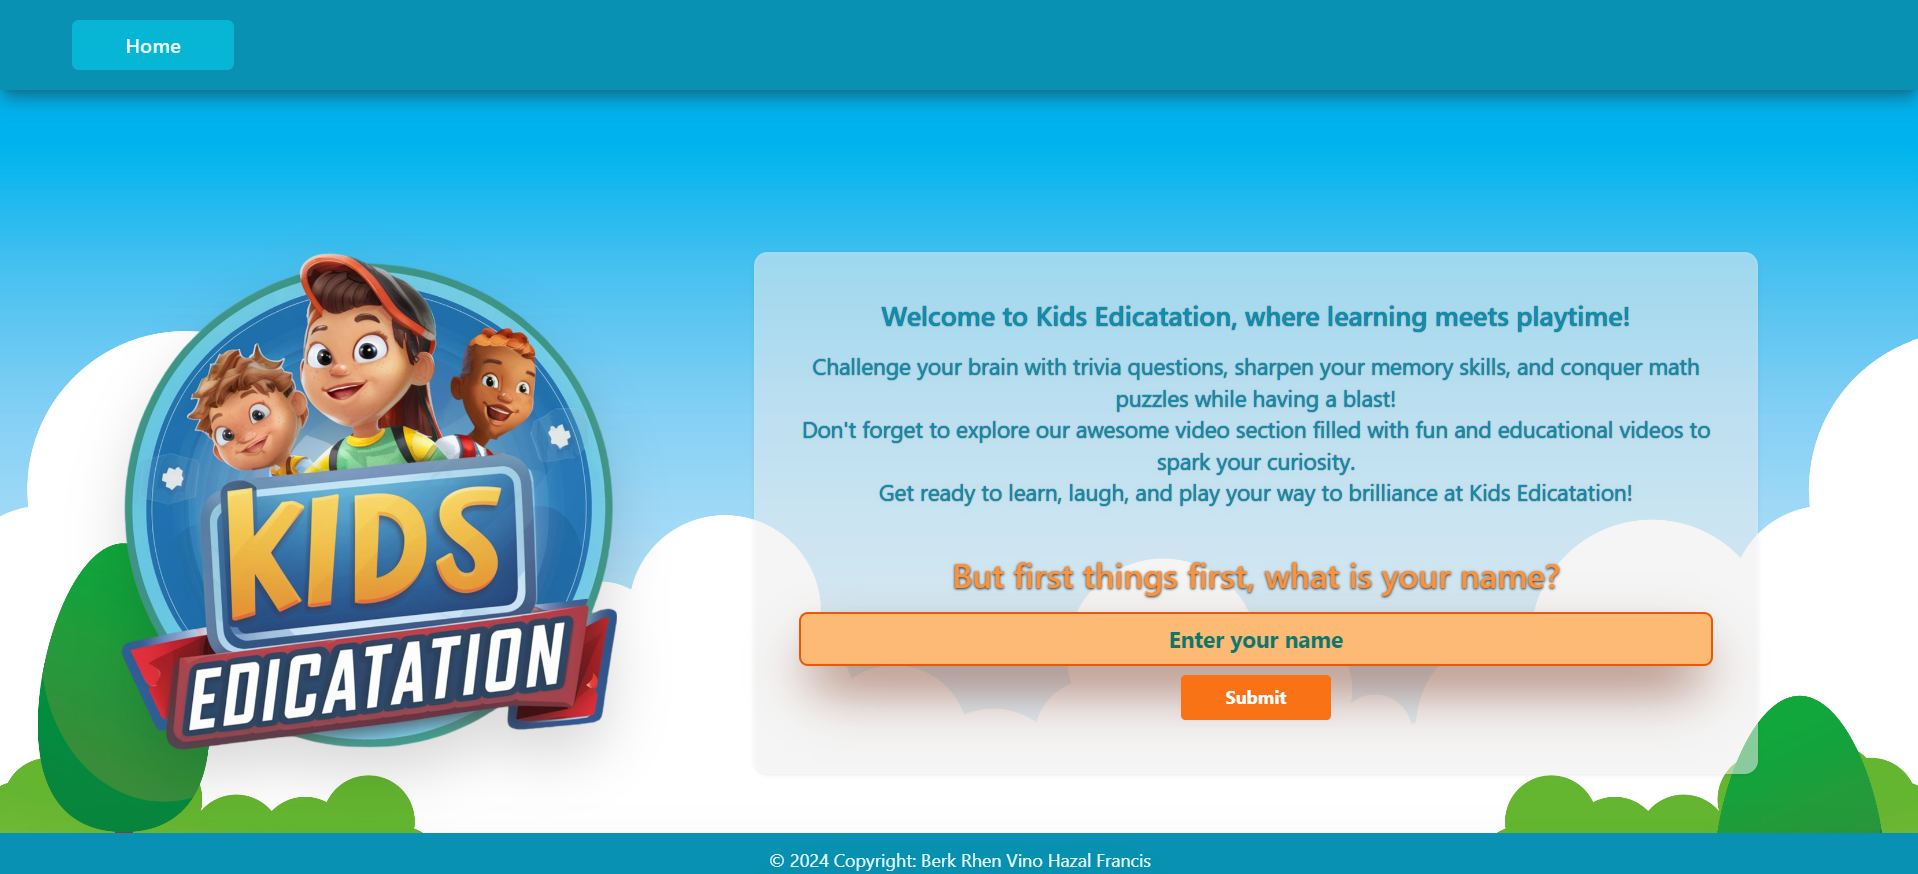 Home
KIDS
EDICATATION
Welcome to Kids Edicatation, where learning meets playtime!
Challenge your brain with trivia questions, sharpen your memory skills, and conquer math
puzzles while having a blast!
Don't forget to explore our awesome video section filled with fun and educational videos to
spark your curiosity.
Get ready to learn, laugh, and play your way to brilliance at Kids Edicatation!
But first things first, what is your name?
Enter your name
Submit
© 2024 Copyright: Berk Rhen Vino Hazal Francis